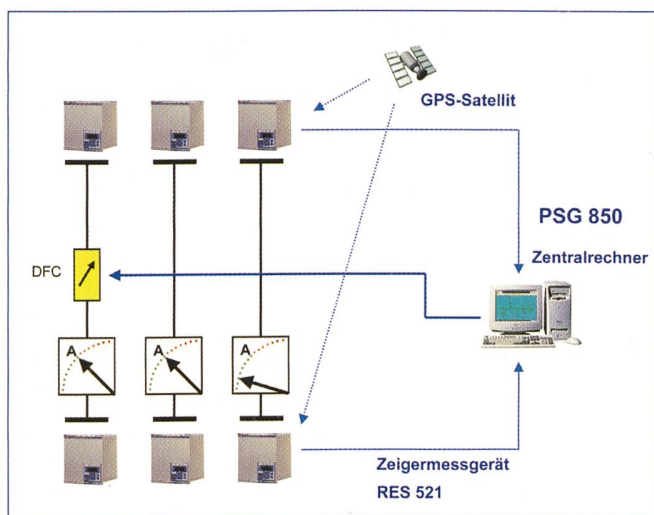 GPS-Satellit
PSG 850
Zentralrechner
DFC
A
A
A
Zeigermessgerät
RES 521